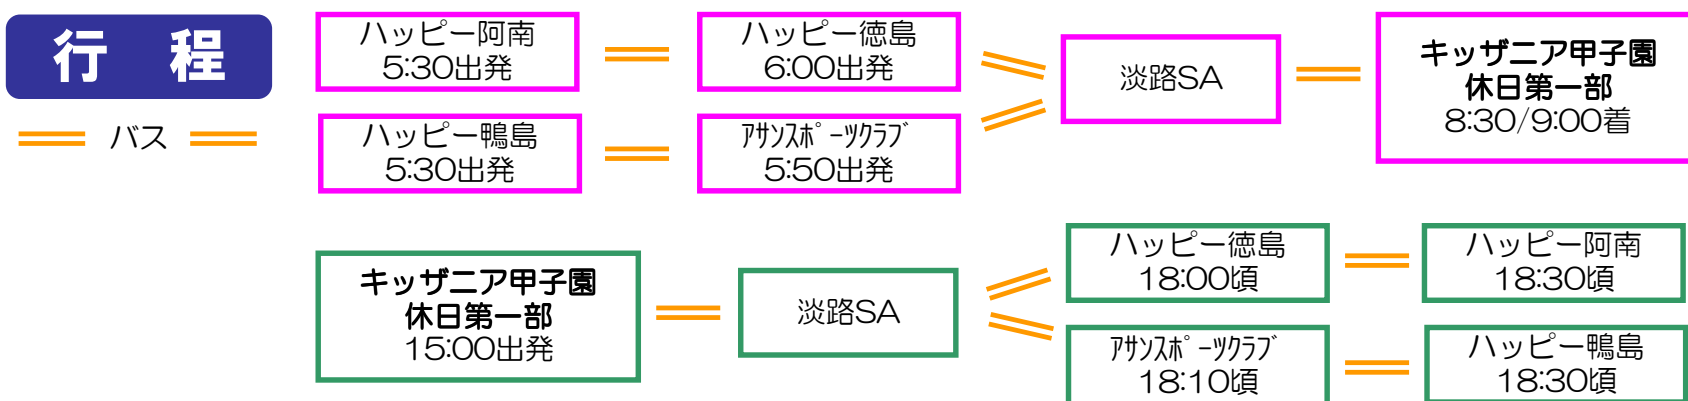 行 程
バス
ハッピー阿南
5:30出発
ハッピー徳島
6:00出発
ハッピー鴨島
5:30出発
ｱｻﾝｽﾎﾟｰﾂｸﾗﾌﾞ
5:50出発
淡路SA
キッザニア甲子園
休日第一部
8:30/9:00着
キッザニア甲子園
休日第一部
15:00出発
淡路SA
ハッピー徳島
18:00頃
ハッピー阿南
18:30頃
ｱｻﾝｽﾎﾟｰﾂｸﾗﾌﾞ
18:10頃
ハッピー鴨島
18:30頃